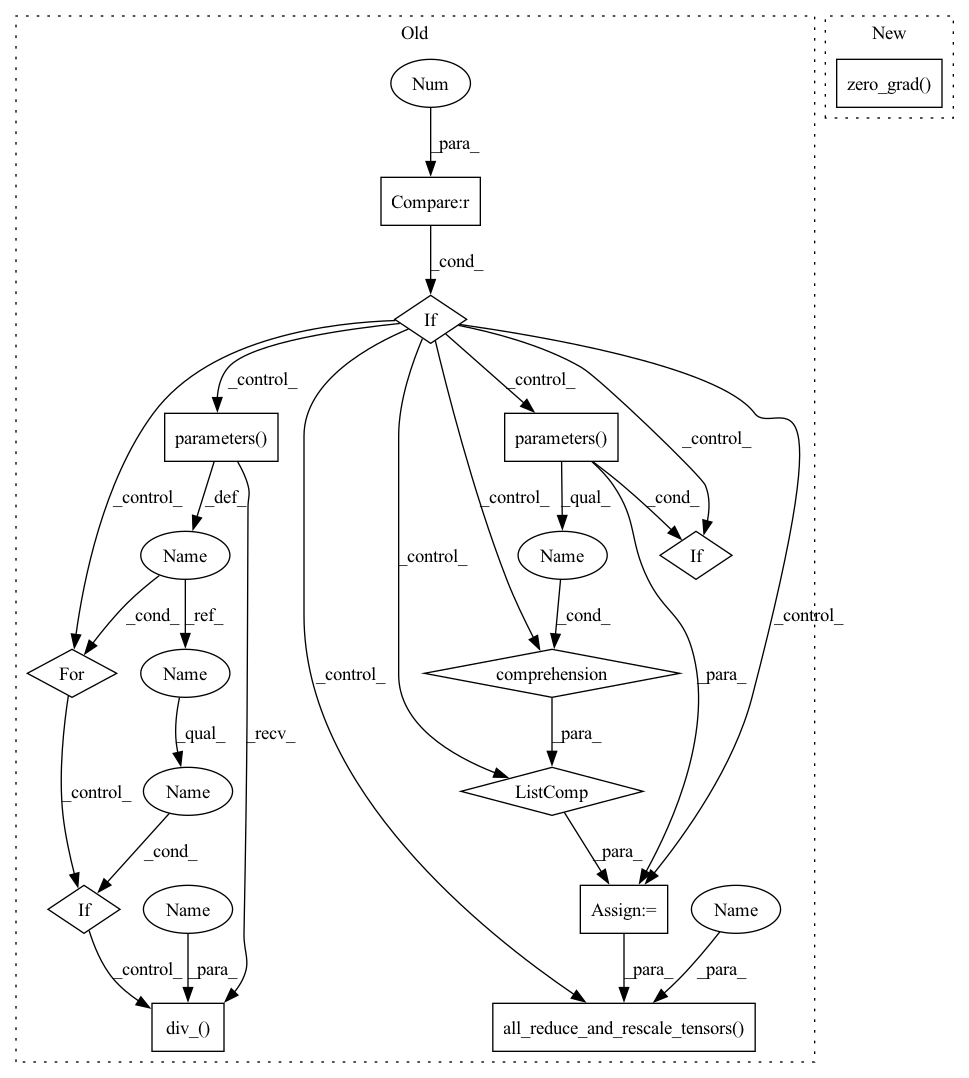 Old
New
Num
zero_grad()
_para_
Compare:r
_cond_
If
_control_
_control_
parameters()
parameters()
_control_
_control_
_def_
_control_
_qual_
_cond_
Name
Name
If
_control_
_cond_
_ref_
_cond_
_control_
For
Name
comprehension
_control_
_para_
_qual_
_recv_
_para_
Name
ListComp
_control_
_cond_
_para_
If
Name
Assign:=
Name
_control_
_para_
_para_
_para_
div_()
all_reduce_and_rescale_tensors()